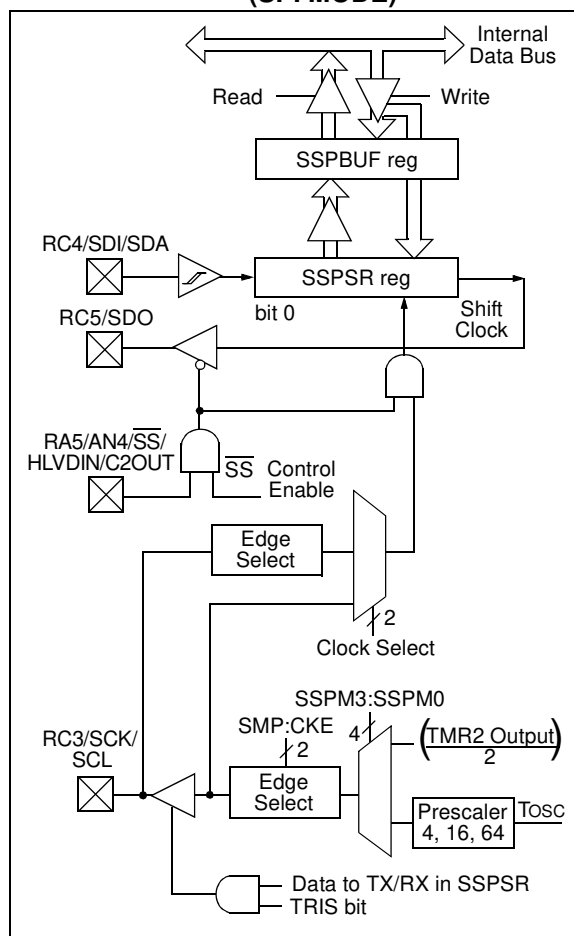 Internal
Data Bus
Read
Write
SSPBUF reg
RC4/SDI/SDA
SSPSR reg
bit 0
Shift
Clock
RC5/SDO
RA5/AN4/SS/
HLVDIN/C2OUT
SS
Control
Enable
Edge
Select
2
Clock Select
SSPM3:SSPM0
SMP:CKE
4
2
(TMR2 Output)
2
RC3/SCK/
SCL
Edge
Select
Prescaler
4, 16, 64
TOSC
Data to TX/RX in SSPSR
TRIS bit